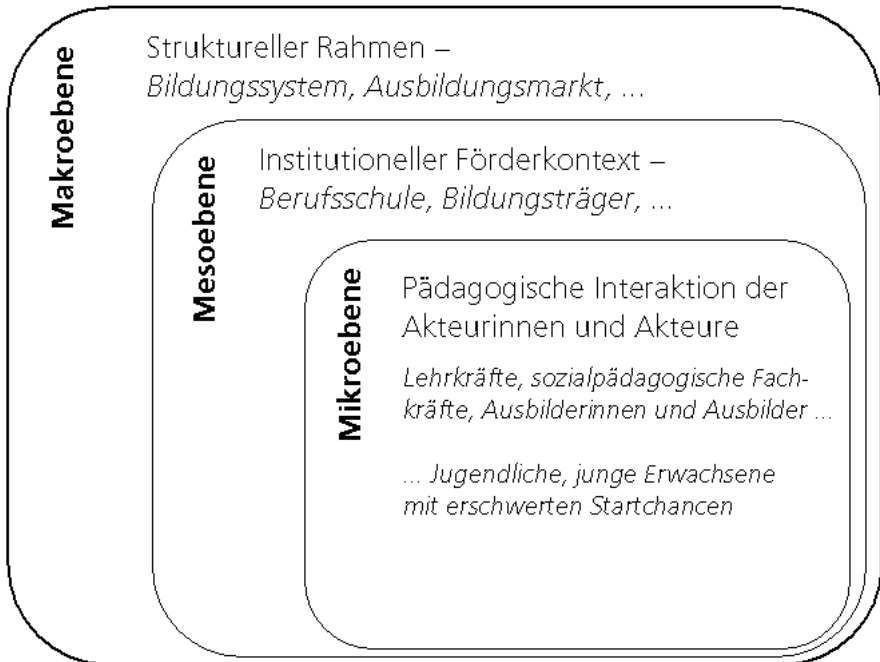 Makroebene
Struktureller Rahmen –
Bildungssystem, Ausbildungsmarkt, ...
Mesoebene
Institutioneller Förderkontext –
Berufsschule, Bildungsträger, ...
Mikroebene
Pädagogische Interaktion der
Akteurinnen und Akteure
Lehrkräfte, sozialpädagogische Fach-
kräfte, Ausbilderinnen und Ausbilder ...
... Jugendliche, junge Erwachsene
mit erschwerten Startchancen